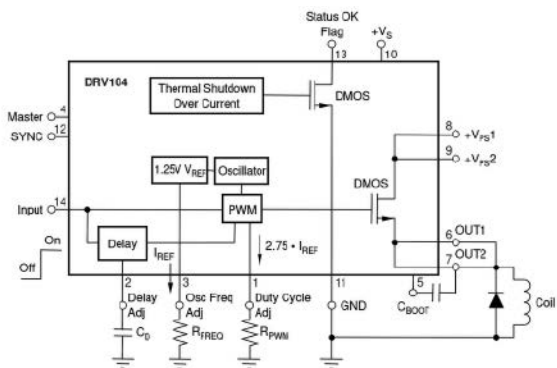 Status OK
Flag
+VS
13
10
DRV104
Thermal Shutdown
Over Current
DMOS
Master
4
SYNC
12
8
+VPS1
9
+VPS2
1.25V VREF
Oscillator
DMOS
Input
14
PWM
On
Off
Delay
IREF
2.75 • IREF
6
OUT1
7
OUT2
2
3
1
11
5
Delay
Adj
Osc Freq
Adj
Duty Cycle
Adj
GND
CBOOT
Coil
CD
RFREQ
RPWM